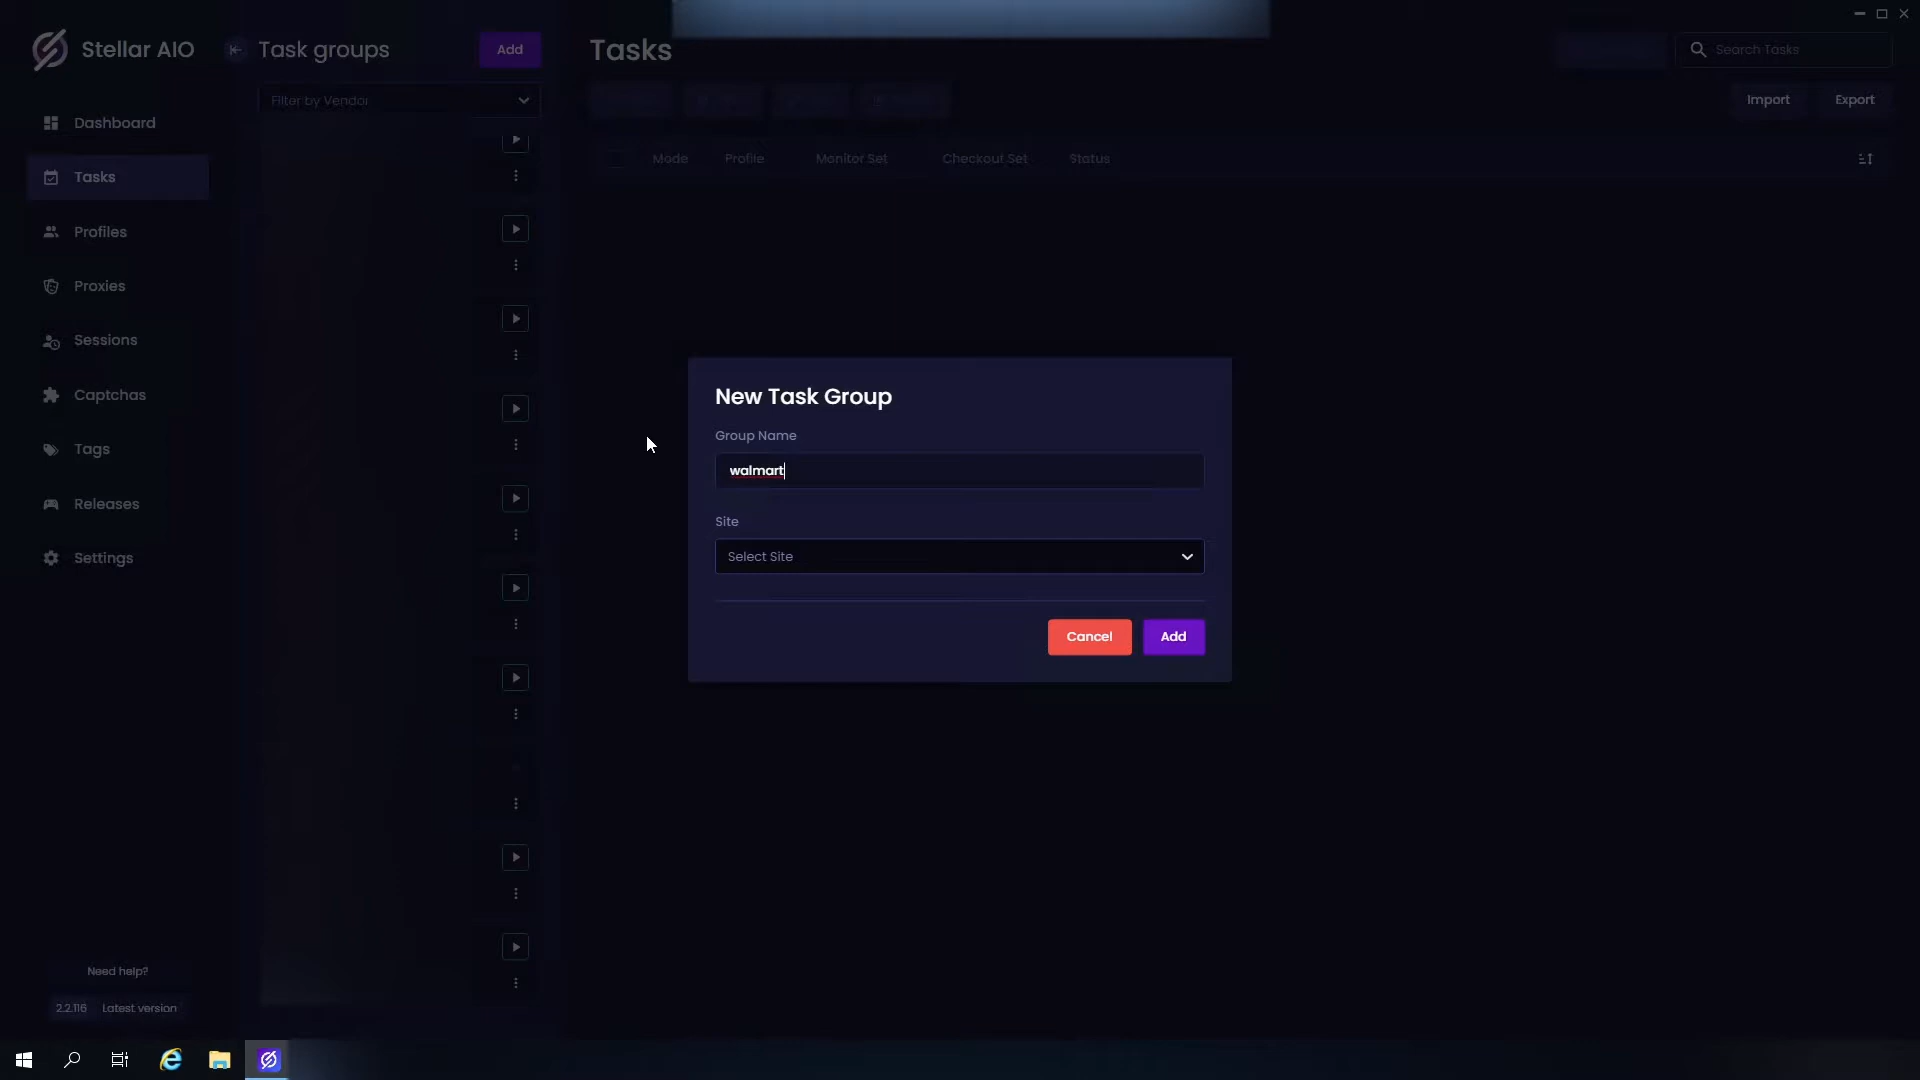 Stellar AIO
Task groups
Add
Tasks
Search Tasks
Filter by Vendor
Import
Export
Dashboard
Tasks
Profiles
Proxies
Sessions
Captchas
Tags
Releases
Settings
Mode
Profile
Monitor Set
Checkout Set
Status
New Task Group
Group Name
walmart
Site
Select Site
Cancel
Add
Need help?
2.2.116
Latest version